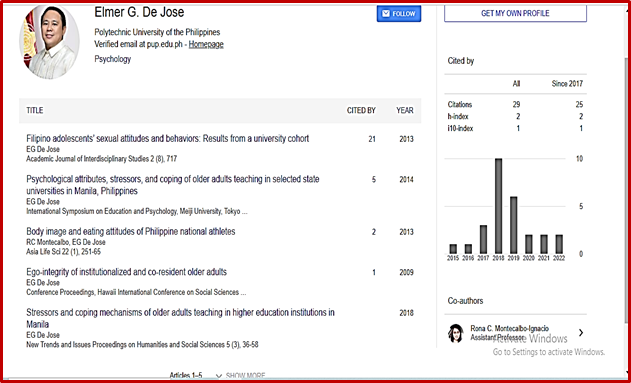 Elmer G. De Jose
FOLLOW
Polytechnic University of the Philippines
Verified email at pup.edu.ph - Homepage
Psychology
TITLE CITED BY YEAR
Filipino adolescents' sexual attitudes and behaviors: Results from a university cohort 21 2013
EG De Jose
Academic Journal of Interdisciplinary Studies 2 (8), 717
Psychological attributes, stressors, and coping of older adults teaching in selected state 5 2014
universities in Manila, Philippines
EG De Jose
International Symposium on Education and Psychology, Meiji University, Tokyo ...
Body image and eating attitudes of Philippine national athletes 2 2013
RC Montecalbo, EG De Jose
Asia Life Sci 22 (1), 251-65
Ego-integrity of institutionalized and co-resident older adults 1 2009
EG De Jose
Conference Proceedings, Hawaii International Conference on Social Sciences ...
Stressors and coping mechanisms of older adults teaching in higher education institutions in 2018
Manila
EG De Jose
New Trends and Issues Proceedings on Humanities and Social Sciences 5 (3), 36-58
Articles 1–5 SHOW MORE
GET MY OWN PROFILE
Cited by
All Since 2017
Citations 29 25
h-index 2 2
i10-index 1 1
10
5
0
2015 2016 2017 2018 2019 2020 2021 2022
Co-authors
Rona C. Montecalbo-Ignacio
Assistant Professor
Activate Windows
Go to Settings to activate Windows.